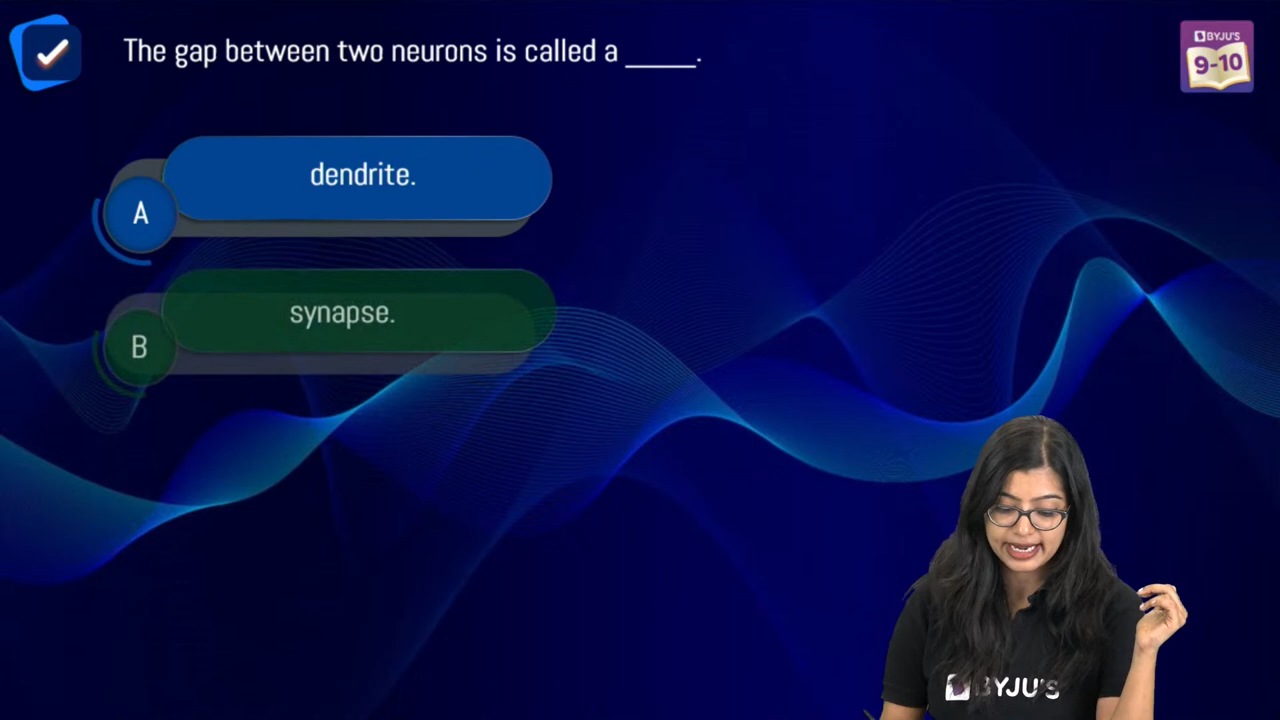 The gap between two neurons is called a _____.
BYJU'S
9-10
dendrite.
A
synapse.
B
BYJU'S